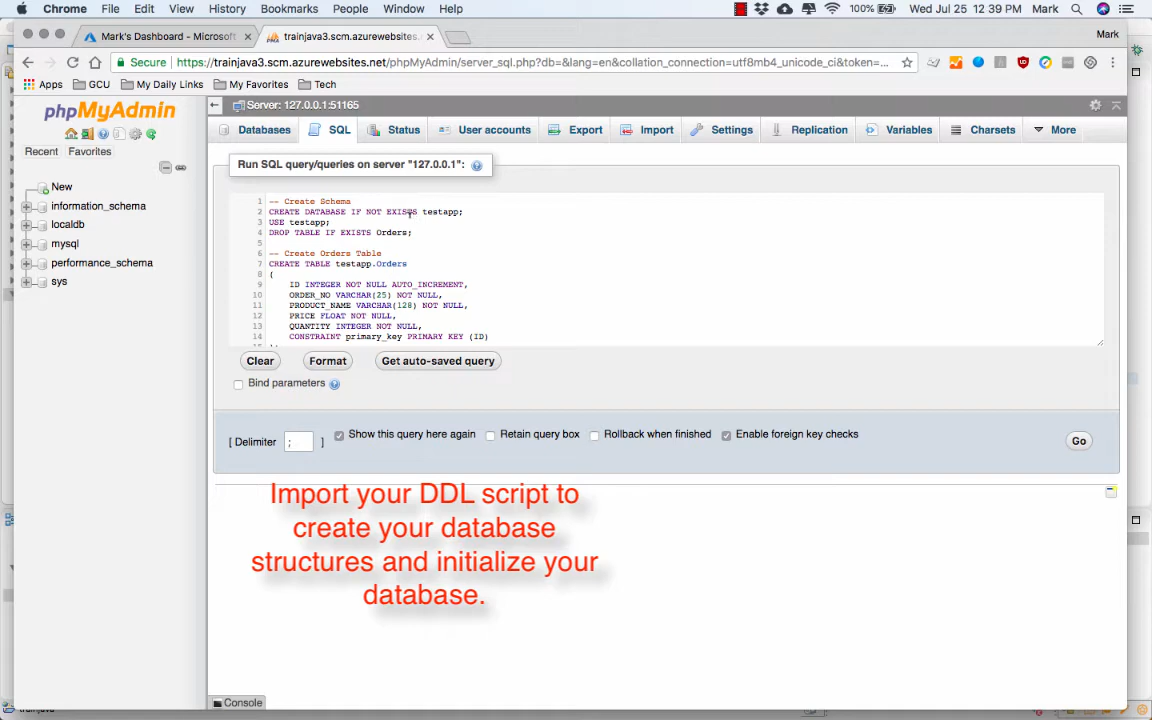 Chrome File Edit View History Bookmarks People Window Help 100% Wed Jul 25 12:39 PM Mark
Mark's Dashboard - Microsoft trainjava3.scm.azurewebsites. Mark
Secure https://trainjava3.scm.azurewebsites.net/phpMyAdmin/server_sql.php?db=&lang=en&collation_connection=utf8mb4_unicode_ci&token=...
Apps GCU My Daily Links My Favorites Tech
phpMyAdmin
Recent Favorites
New
information_schema
localdb
mysql
performance_schema
sys
Server: 127.0.0.1:51165
Databases SQL Status User accounts Export Import Settings Replication Variables Charsets More
Run SQL query/queries on server "127.0.0.1":
1 -- Create Schema
2 CREATE DATABASE IF NOT EXISTS testapp;
3 USE testapp;
4 DROP TABLE IF EXISTS Orders;
5
6 -- Create Orders Table
7 CREATE TABLE testapp.Orders
8 (
9 ID INTEGER NOT NULL AUTO_INCREMENT,
10 ORDER_NO VARCHAR(25) NOT NULL,
11 PRODUCT_NAME VARCHAR(128) NOT NULL,
12 PRICE FLOAT NOT NULL,
13 QUANTITY INTEGER NOT NULL,
14 CONSTRAINT primary_key PRIMARY KEY (ID)
Clear Format Get auto-saved query
Bind parameters
[ Delimiter ; ] Show this query here again Retain query box Rollback when finished Enable foreign key checks Go
Import your DDL script to
create your database
structures and initialize your
database.
Console